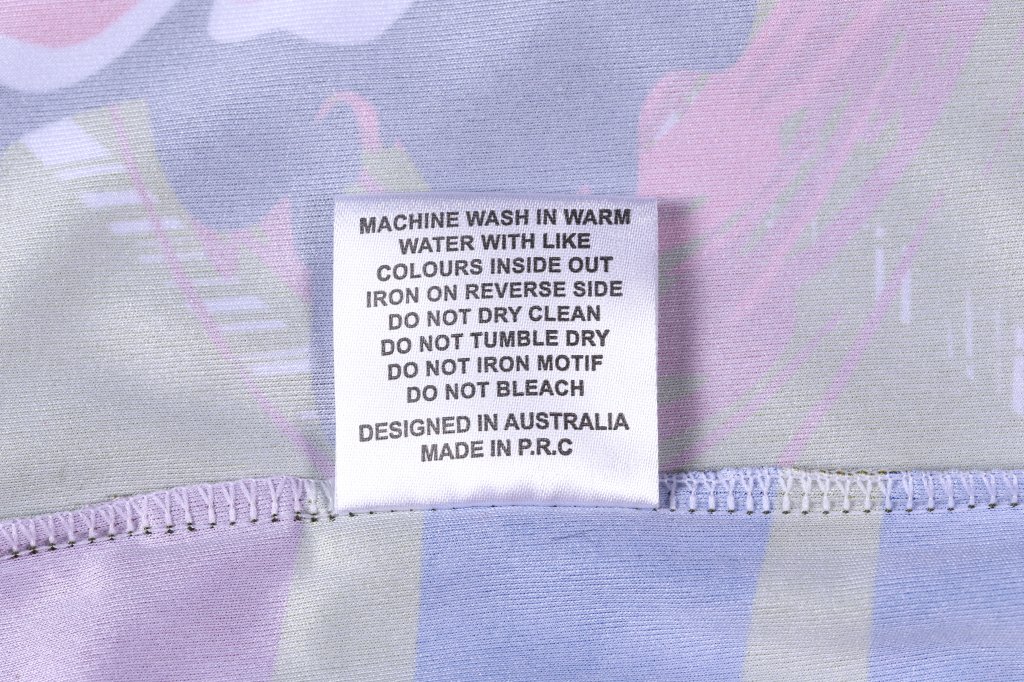 MACHINE WASH IN WARM
WATER WITH LIKE
COLOURS INSIDE OUT
IRON ON REVERSE SIDE
DO NOT DRY CLEAN
DO NOT TUMBLE DRY
DO NOT IRON MOTIF
DO NOT BLEACH
DESIGNED IN AUSTRALIA
MADE IN P.R.C